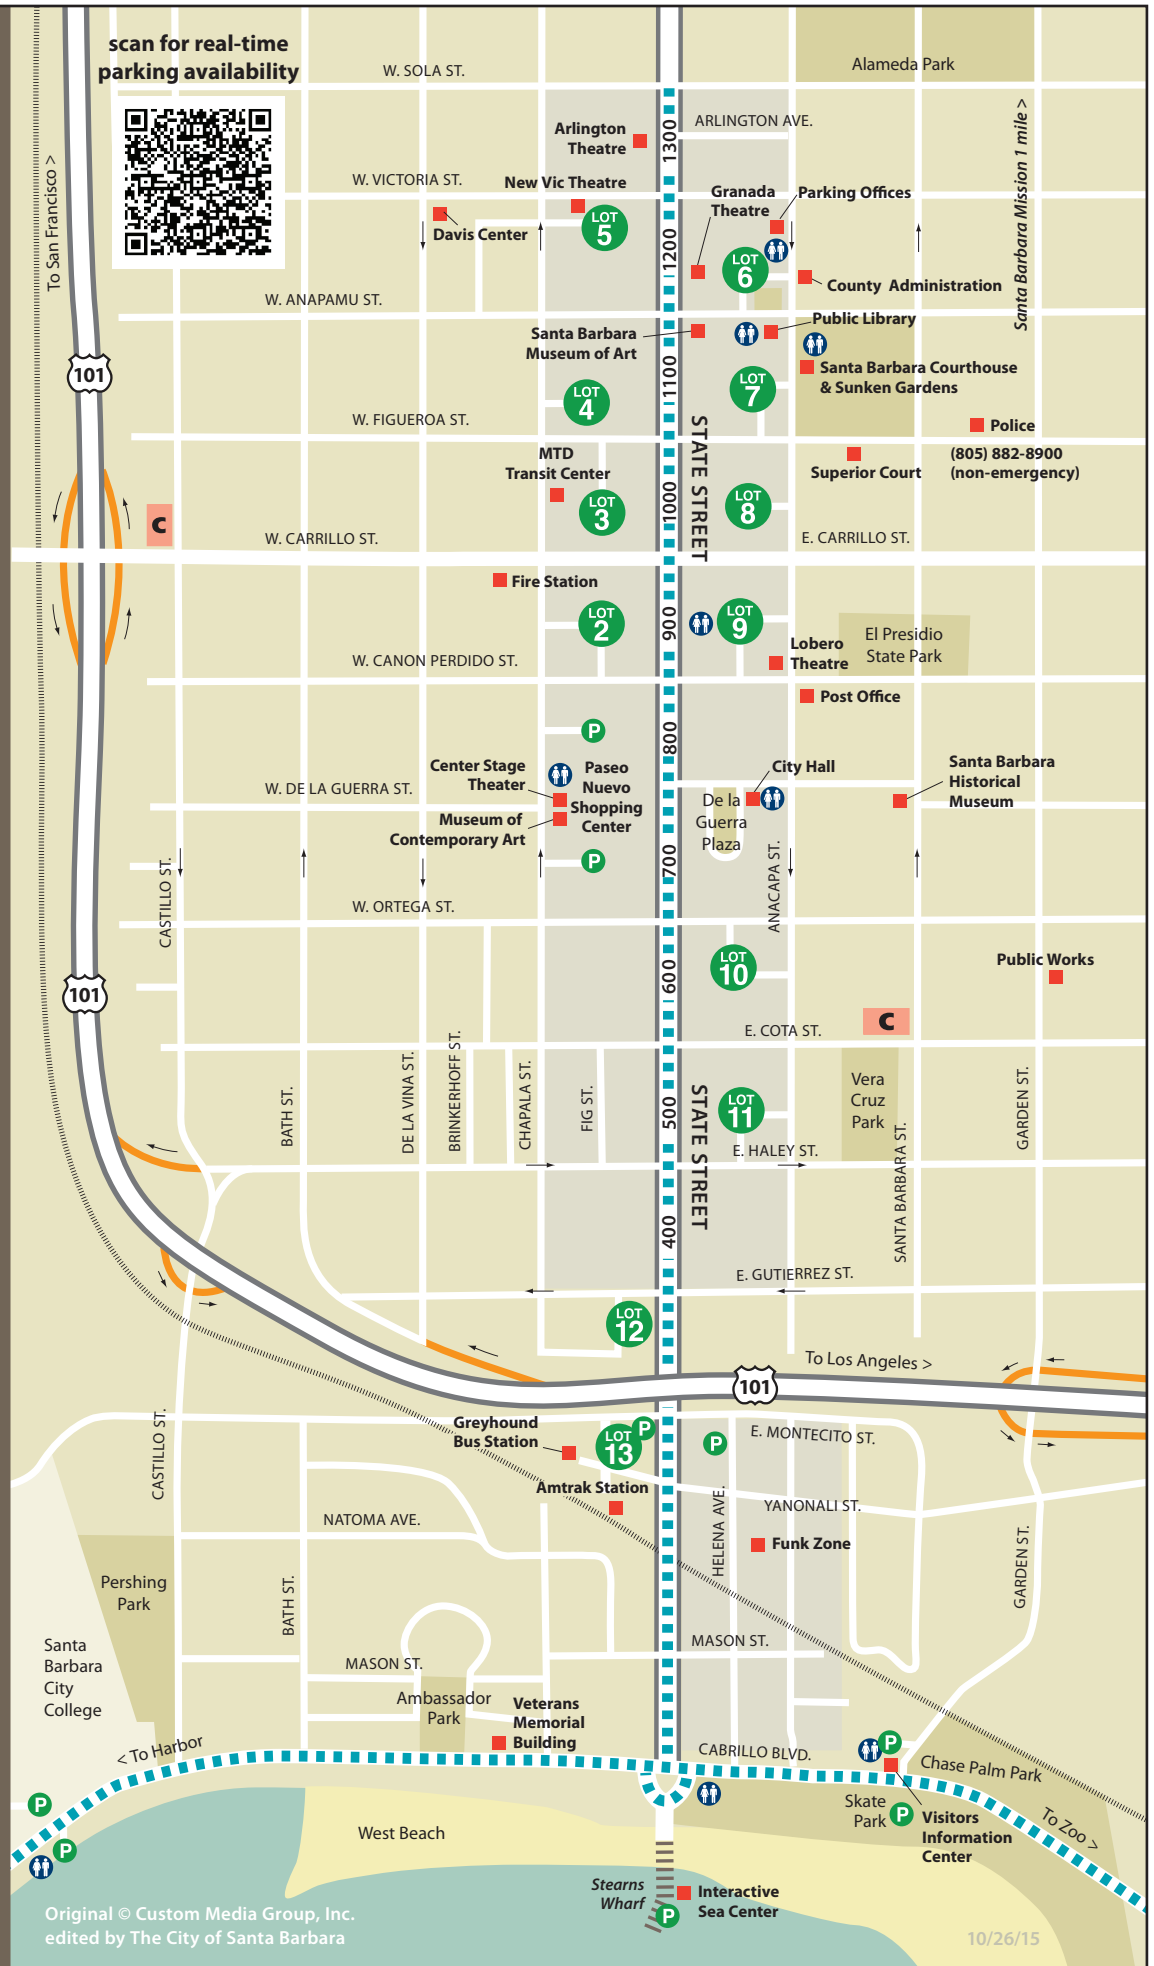 scan for real-time
parking availability
W. SOLA ST.
Alameda Park
ARLINGTON AVE.
Arlington
Theatre
1300
Santa Barbara Mission 1 mile >
To San Francisco >
W. VICTORIA ST.
New Vic Theatre
Granada
Theatre
Parking Offices
LOT
5
Davis Center
1200
LOT
6
County Administration
W. ANAPAMU ST.
Santa Barbara
Museum of Art
Public Library
101
1100
LOT
7
Santa Barbara Courthouse
& Sunken Gardens
LOT
4
W. FIGUEROA ST.
STATE STREET
Police
(805) 882-8900
(non-emergency)
MTD
Transit Center
Superior Court
LOT
3
1000
LOT
8
C
W. CARRILLO ST.
E. CARRILLO ST.
Fire Station
LOT
2
900
LOT
9
El Presidio
State Park
Lobero
Theatre
W. CANON PERDIDO ST.
Post Office
P
800
Center Stage
Theater
Paseo
Nuevo
Shopping
Center
City Hall
Santa Barbara
Historical
Museum
W. DE LA GUERRA ST.
De la
Guerra
Plaza
Museum of
Contemporary Art
P
700
ANACAPA ST.
CASTILLO ST.
W. ORTEGA ST.
LOT
10
Public Works
101
600
C
E. COTA ST.
BATH ST.
DE LA VINA ST.
BRINKERHOFF ST.
CHAPALA ST.
FIG ST.
500
STATE STREET
LOT
11
Vera
Cruz
Park
GARDEN ST.
E. HALEY ST.
SANTA BARBARA ST.
400
E. GUTIERREZ ST.
LOT
12
To Los Angeles >
101
CASTILLO ST.
Greyhound
Bus Station
LOT
13
P
P
E. MONTECITO ST.
Amtrak Station
YANONALI ST.
NATOMA AVE.
HELENA AVE.
Funk Zone
GARDEN ST.
Pershing
Park
BATH ST.
Santa
Barbara
City
College
MASON ST.
MASON ST.
Ambassador
Park
Veterans
Memorial
Building
< To Harbor
CABRILLO BLVD.
P
Chase Palm Park
Skate
Park
P
Visitors
Information
Center
To Zoo >
P
P
West Beach
Stearns
Wharf
P
Interactive
Sea Center
Original © Custom Media Group, Inc.
edited by The City of Santa Barbara
10/26/15